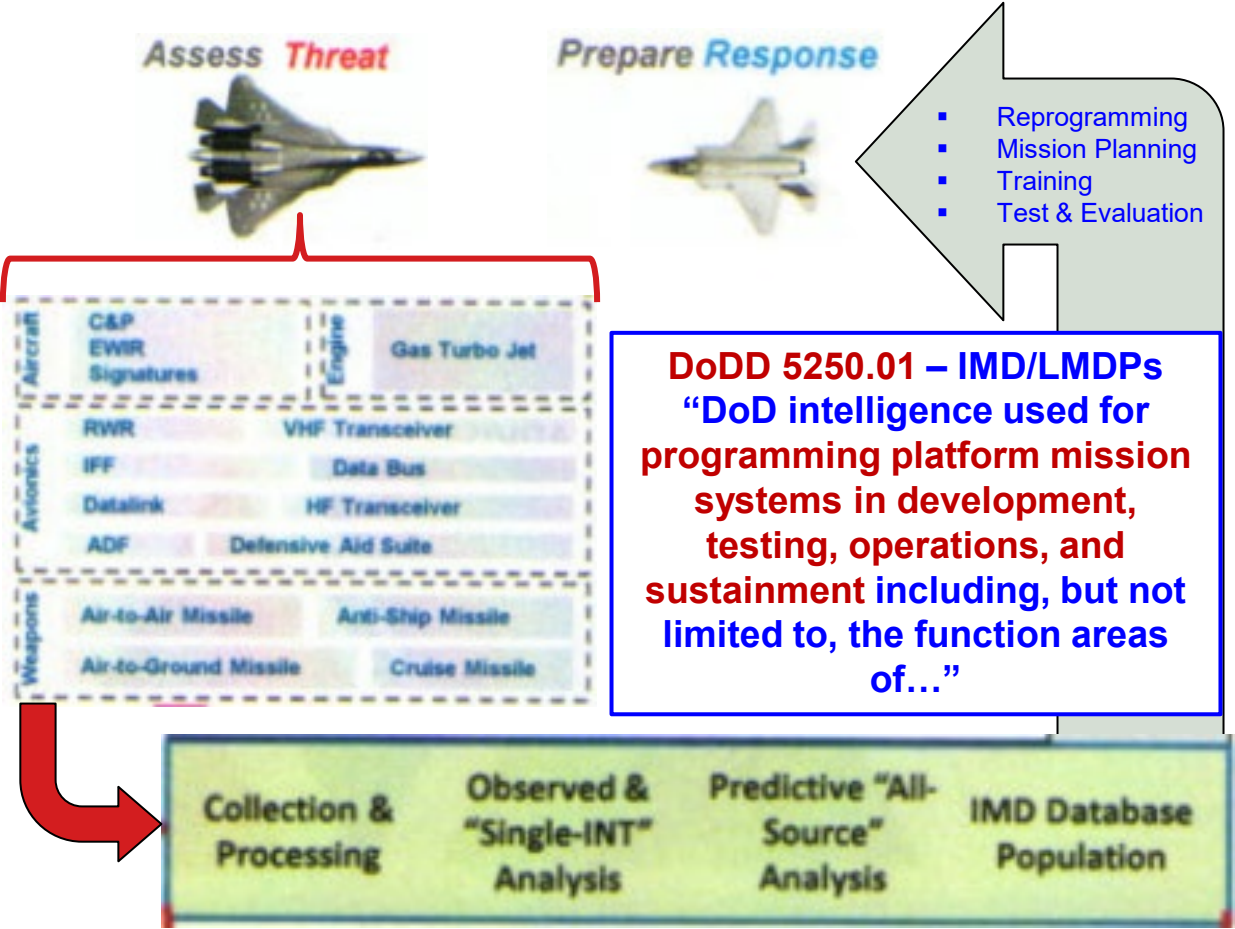 Assess Threat
Prepare Response
▪ Reprogramming
▪ Mission Planning
▪ Training
▪ Test & Evaluation
Aircraft
C&P
EWIR
Signatures
Engine
Gas Turbo Jet
Avionics
RWR
VHF Transceiver
IFF
Data Bus
Datalink
HF Transceiver
ADF
Defensive Aid Suite
Weapons
Air-to-Air Missile
Anti-Ship Missile
Air-to-Ground Missile
Cruise Missile
DoDD 5250.01 – IMD/LMDPs
“DoD intelligence used for
programming platform mission
systems in development,
testing, operations, and
sustainment including, but not
limited to, the function areas
of…”
Collection &
Processing
Observed &
“Single-INT”
Analysis
Predictive “All-
Source”
Analysis
IMD Database
Population